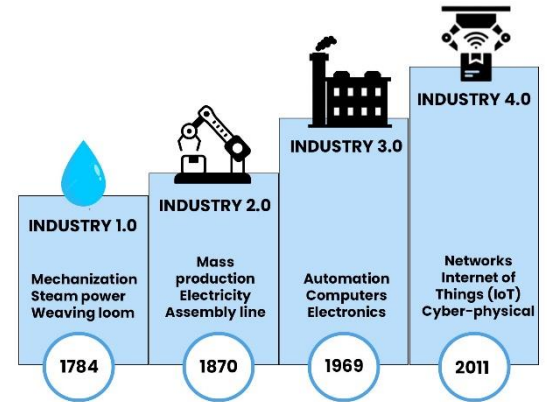 INDUSTRY 1.0
Mechanization
Steam power
Weaving loom
1784
INDUSTRY 2.0
Mass
production
Electricity
Assembly line
1870
INDUSTRY 3.0
Automation
Computers
Electronics
1969
INDUSTRY 4.0
Networks
Internet of
Things (IoT)
Cyber-physical
2011